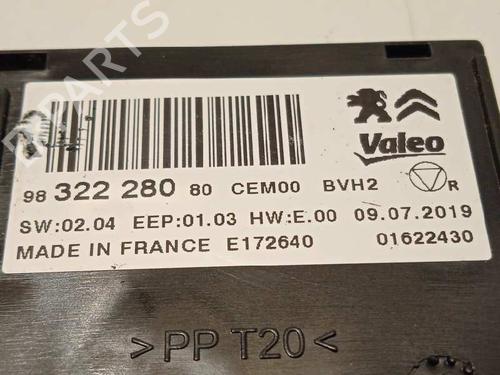 B-PARTS
Valeo
98 322 280 80 CEM00 BVH2 R
SW:02.04 EEP:01.03 HW:E.00 09.07.2019
MADE IN FRANCE E172640 01622430
>PP T20<